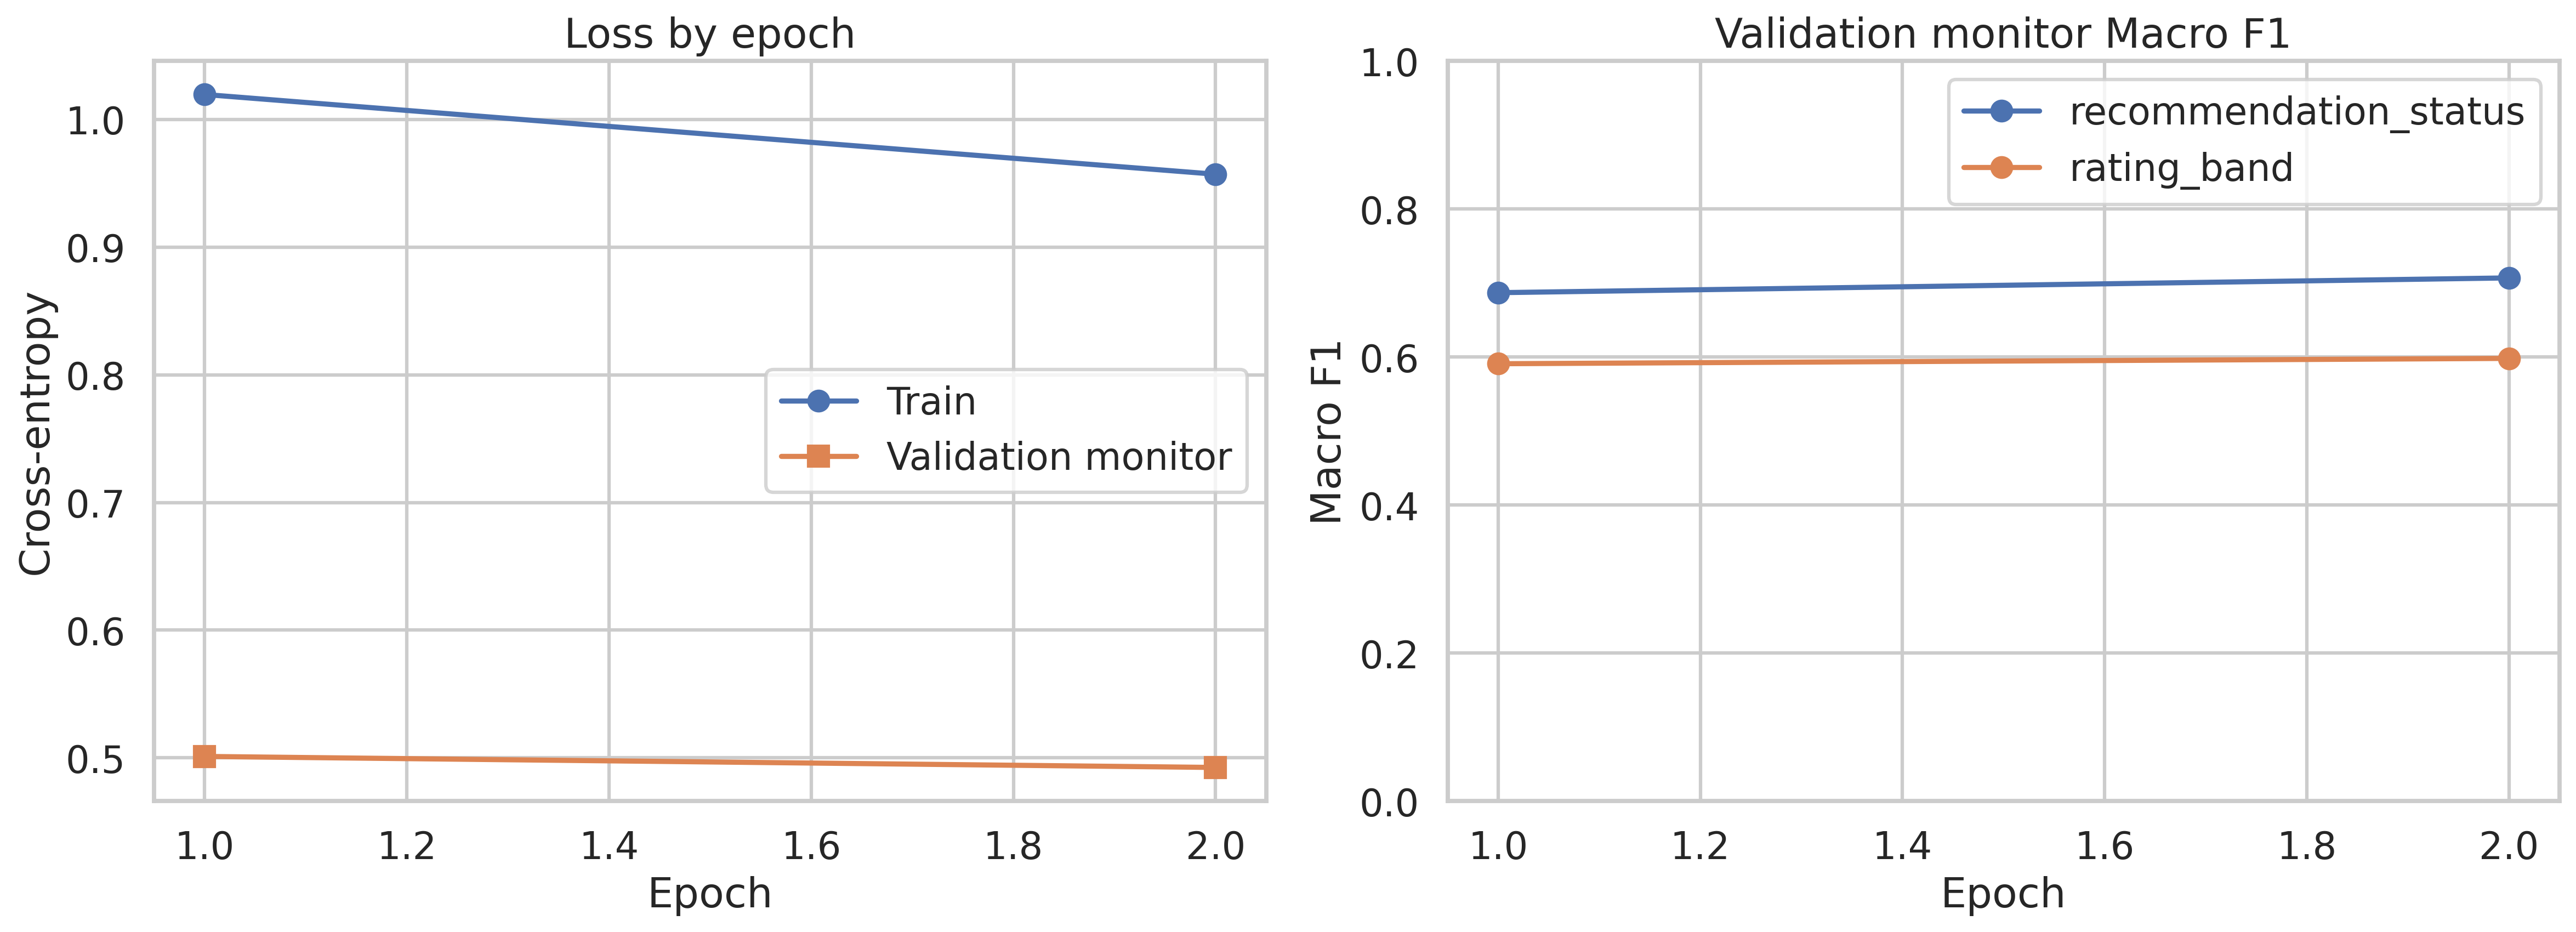 Loss by epoch
1.0
0.9
0.8
0.7
0.6
0.5
Cross-entropy
Train
Validation monitor
1.0 1.2 1.4 1.6 1.8 2.0
Epoch
Validation monitor Macro F1
1.0
0.8
0.6
0.4
0.2
0.0
Macro F1
recommendation_status
rating_band
1.0 1.2 1.4 1.6 1.8 2.0
Epoch